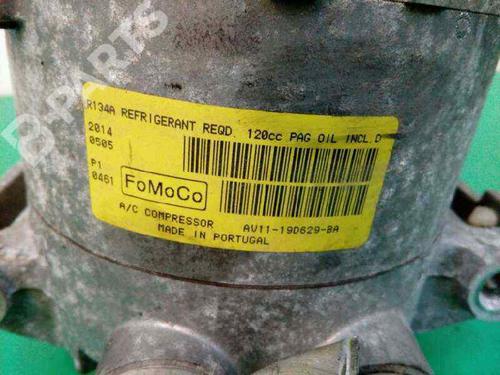 R134A REFRIGERANT REQD. 120cc PAG OIL INCL.D
2014
0505
P1
0461
FoMoCo
A/C COMPRESSOR AV11-19D629-BA
MADE IN PORTUGAL
B-PARTS